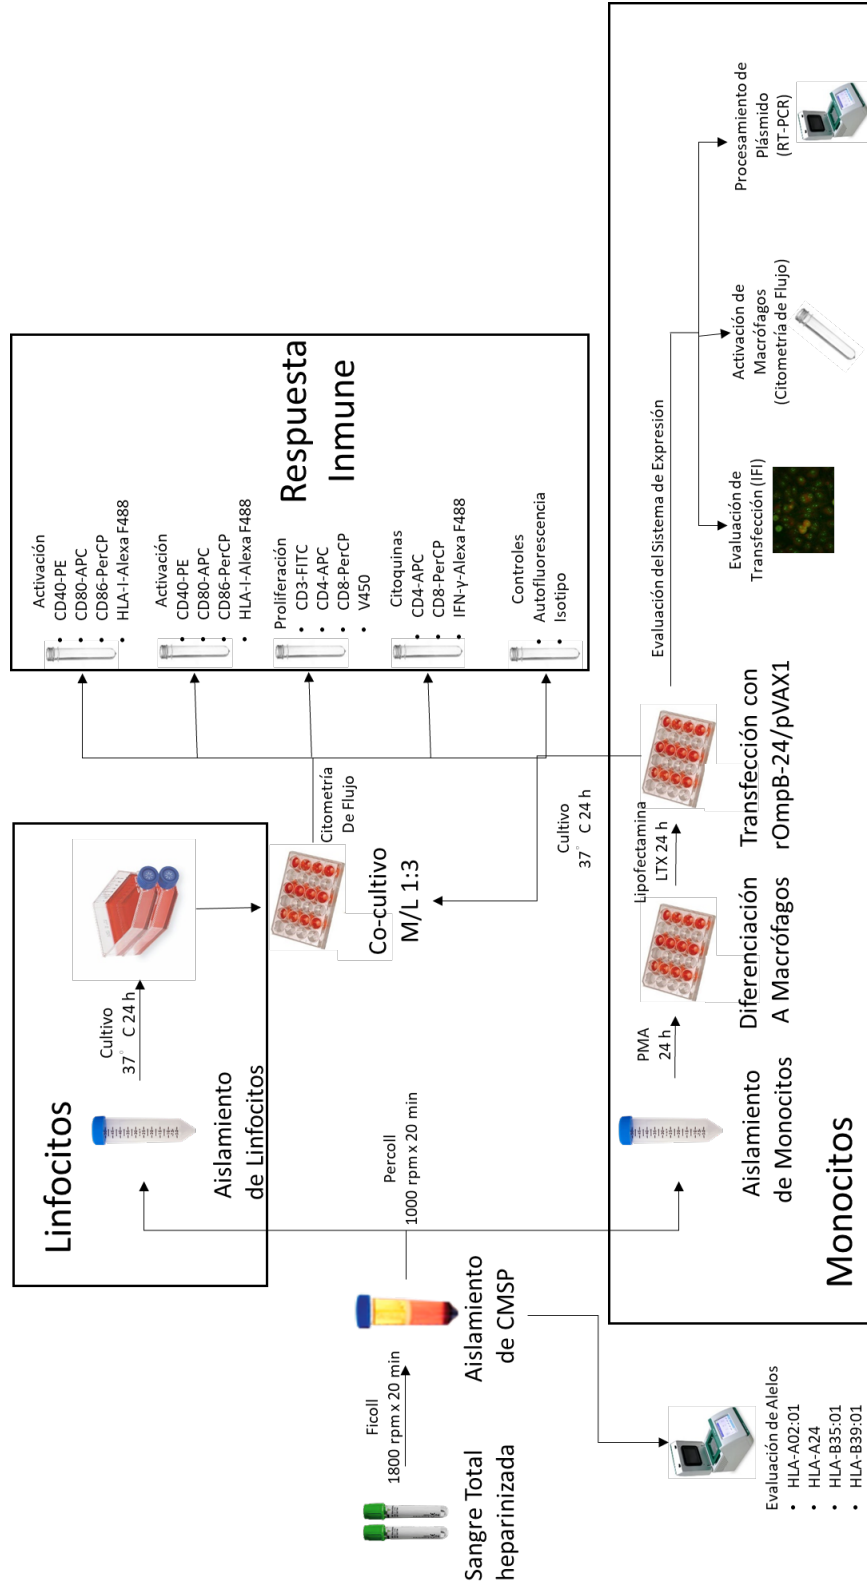 Sangre Total
heparinizada
Ficoll
1800 rpm x 20 min
Aislamiento
de CMSP
Evaluación de Alelos
• HLA-A02:01
• HLA-A24
• HLA-B35:01
• HLA-B39:01
Percoll
1000 rpm x 20 min
Linfocitos
Aislamiento
de Linfocitos
Cultivo
37° C 24 h
Co-cultivo
M/L 1:3
Citometría
De Flujo
Activación
• CD40-PE
• CD80-APC
• CD86-PerCP
• HLA-I-Alexa F488
Activación
• CD40-PE
• CD80-APC
• CD86-PerCP
• HLA-I-Alexa F488
Proliferación
• CD3-FITC
• CD4-APC
• CD8-PerCP
• V450
Citoquinas
• CD4-APC
• CD8-PerCP
• IFN-γ-Alexa F488
Controles
• Autofluorescencia
• Isotipo
Respuesta
Inmune
Monocitos
Aislamiento
de Monocitos
PMA
24 h
Diferenciación
A Macrófagos
Lipofectamina
LTX 24 h
Transfección con
rOmpB-24/pVAX1
Cultivo
37° C 24 h
Evaluación del Sistema de Expresión
Evaluación de
Transfección (IFI)
Activación de
Macrófagos
(Citometría de Flujo)
Procesamiento de
Plásmido
(RT-PCR)